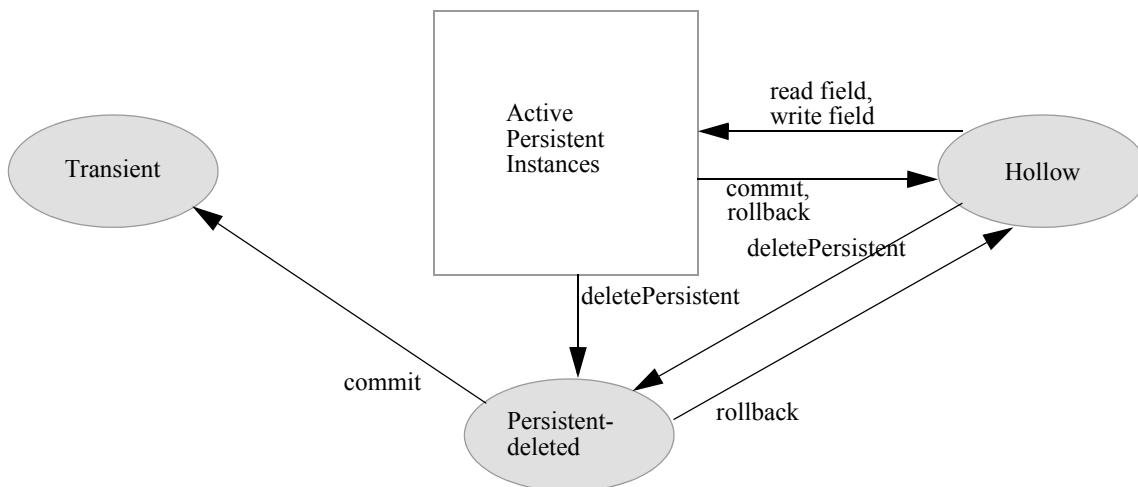 Active
Persistent
Instances
read field,
write field
Transient
Hollow
commit,
rollback
deletePersistent
deletePersistent
commit
rollback
Persistent-
deleted